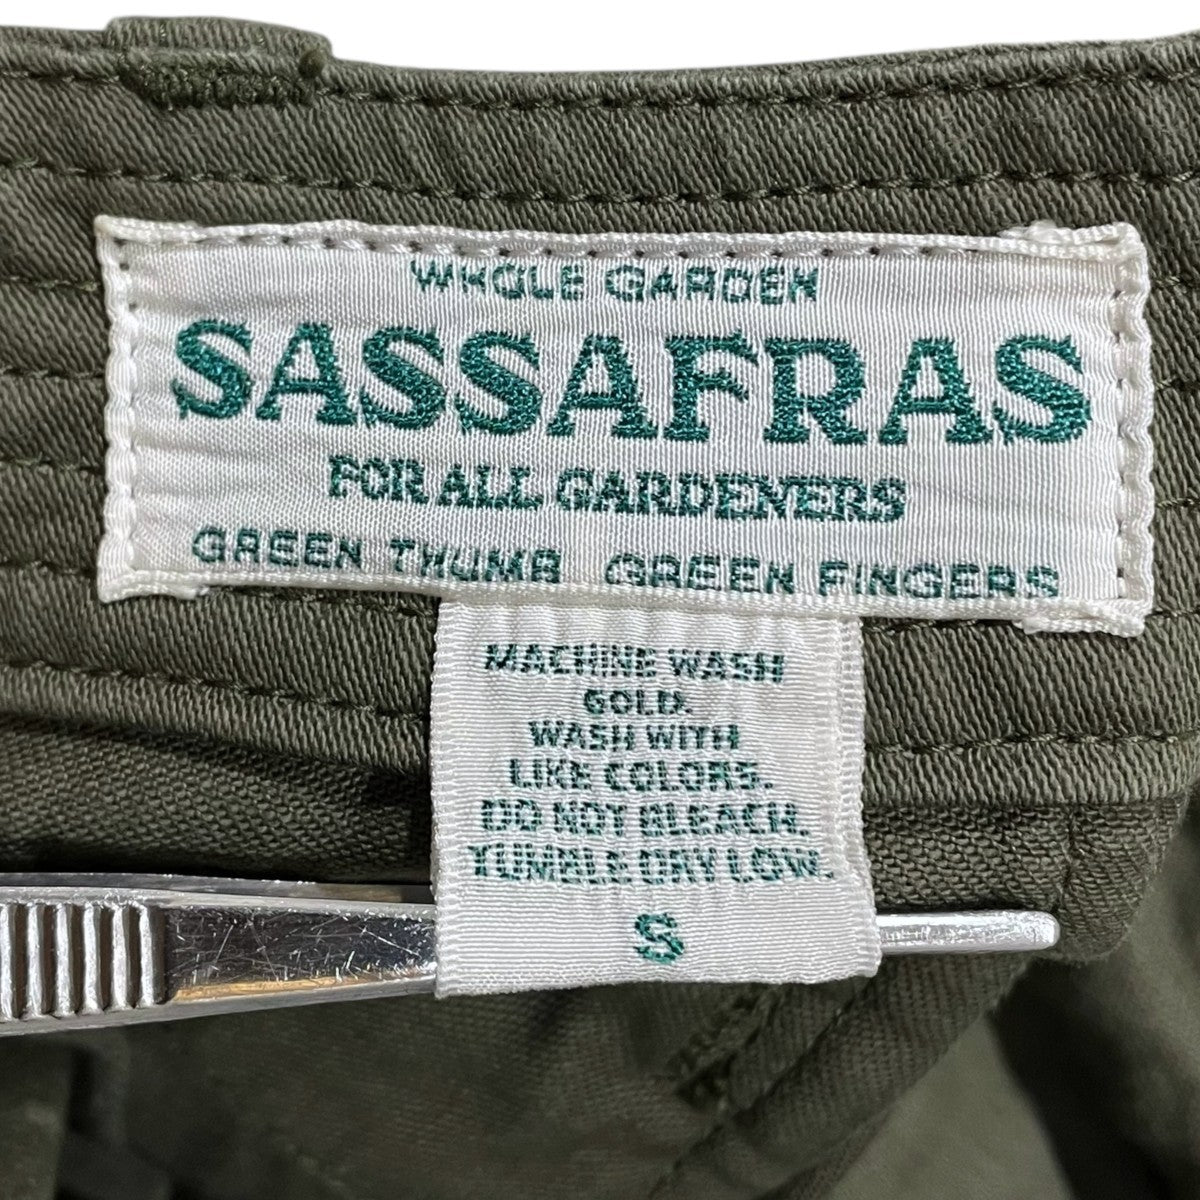 WHOLE GARDEN
SASSAFRAS
FOR ALL GARDENERS
GREEN THUMB GREEN FINGERS
MACHINE WASH
GOLD.
WASH WITH
LIKE COLORS.
DO NOT BLEACH.
TUMBLE DRY LOW.
S